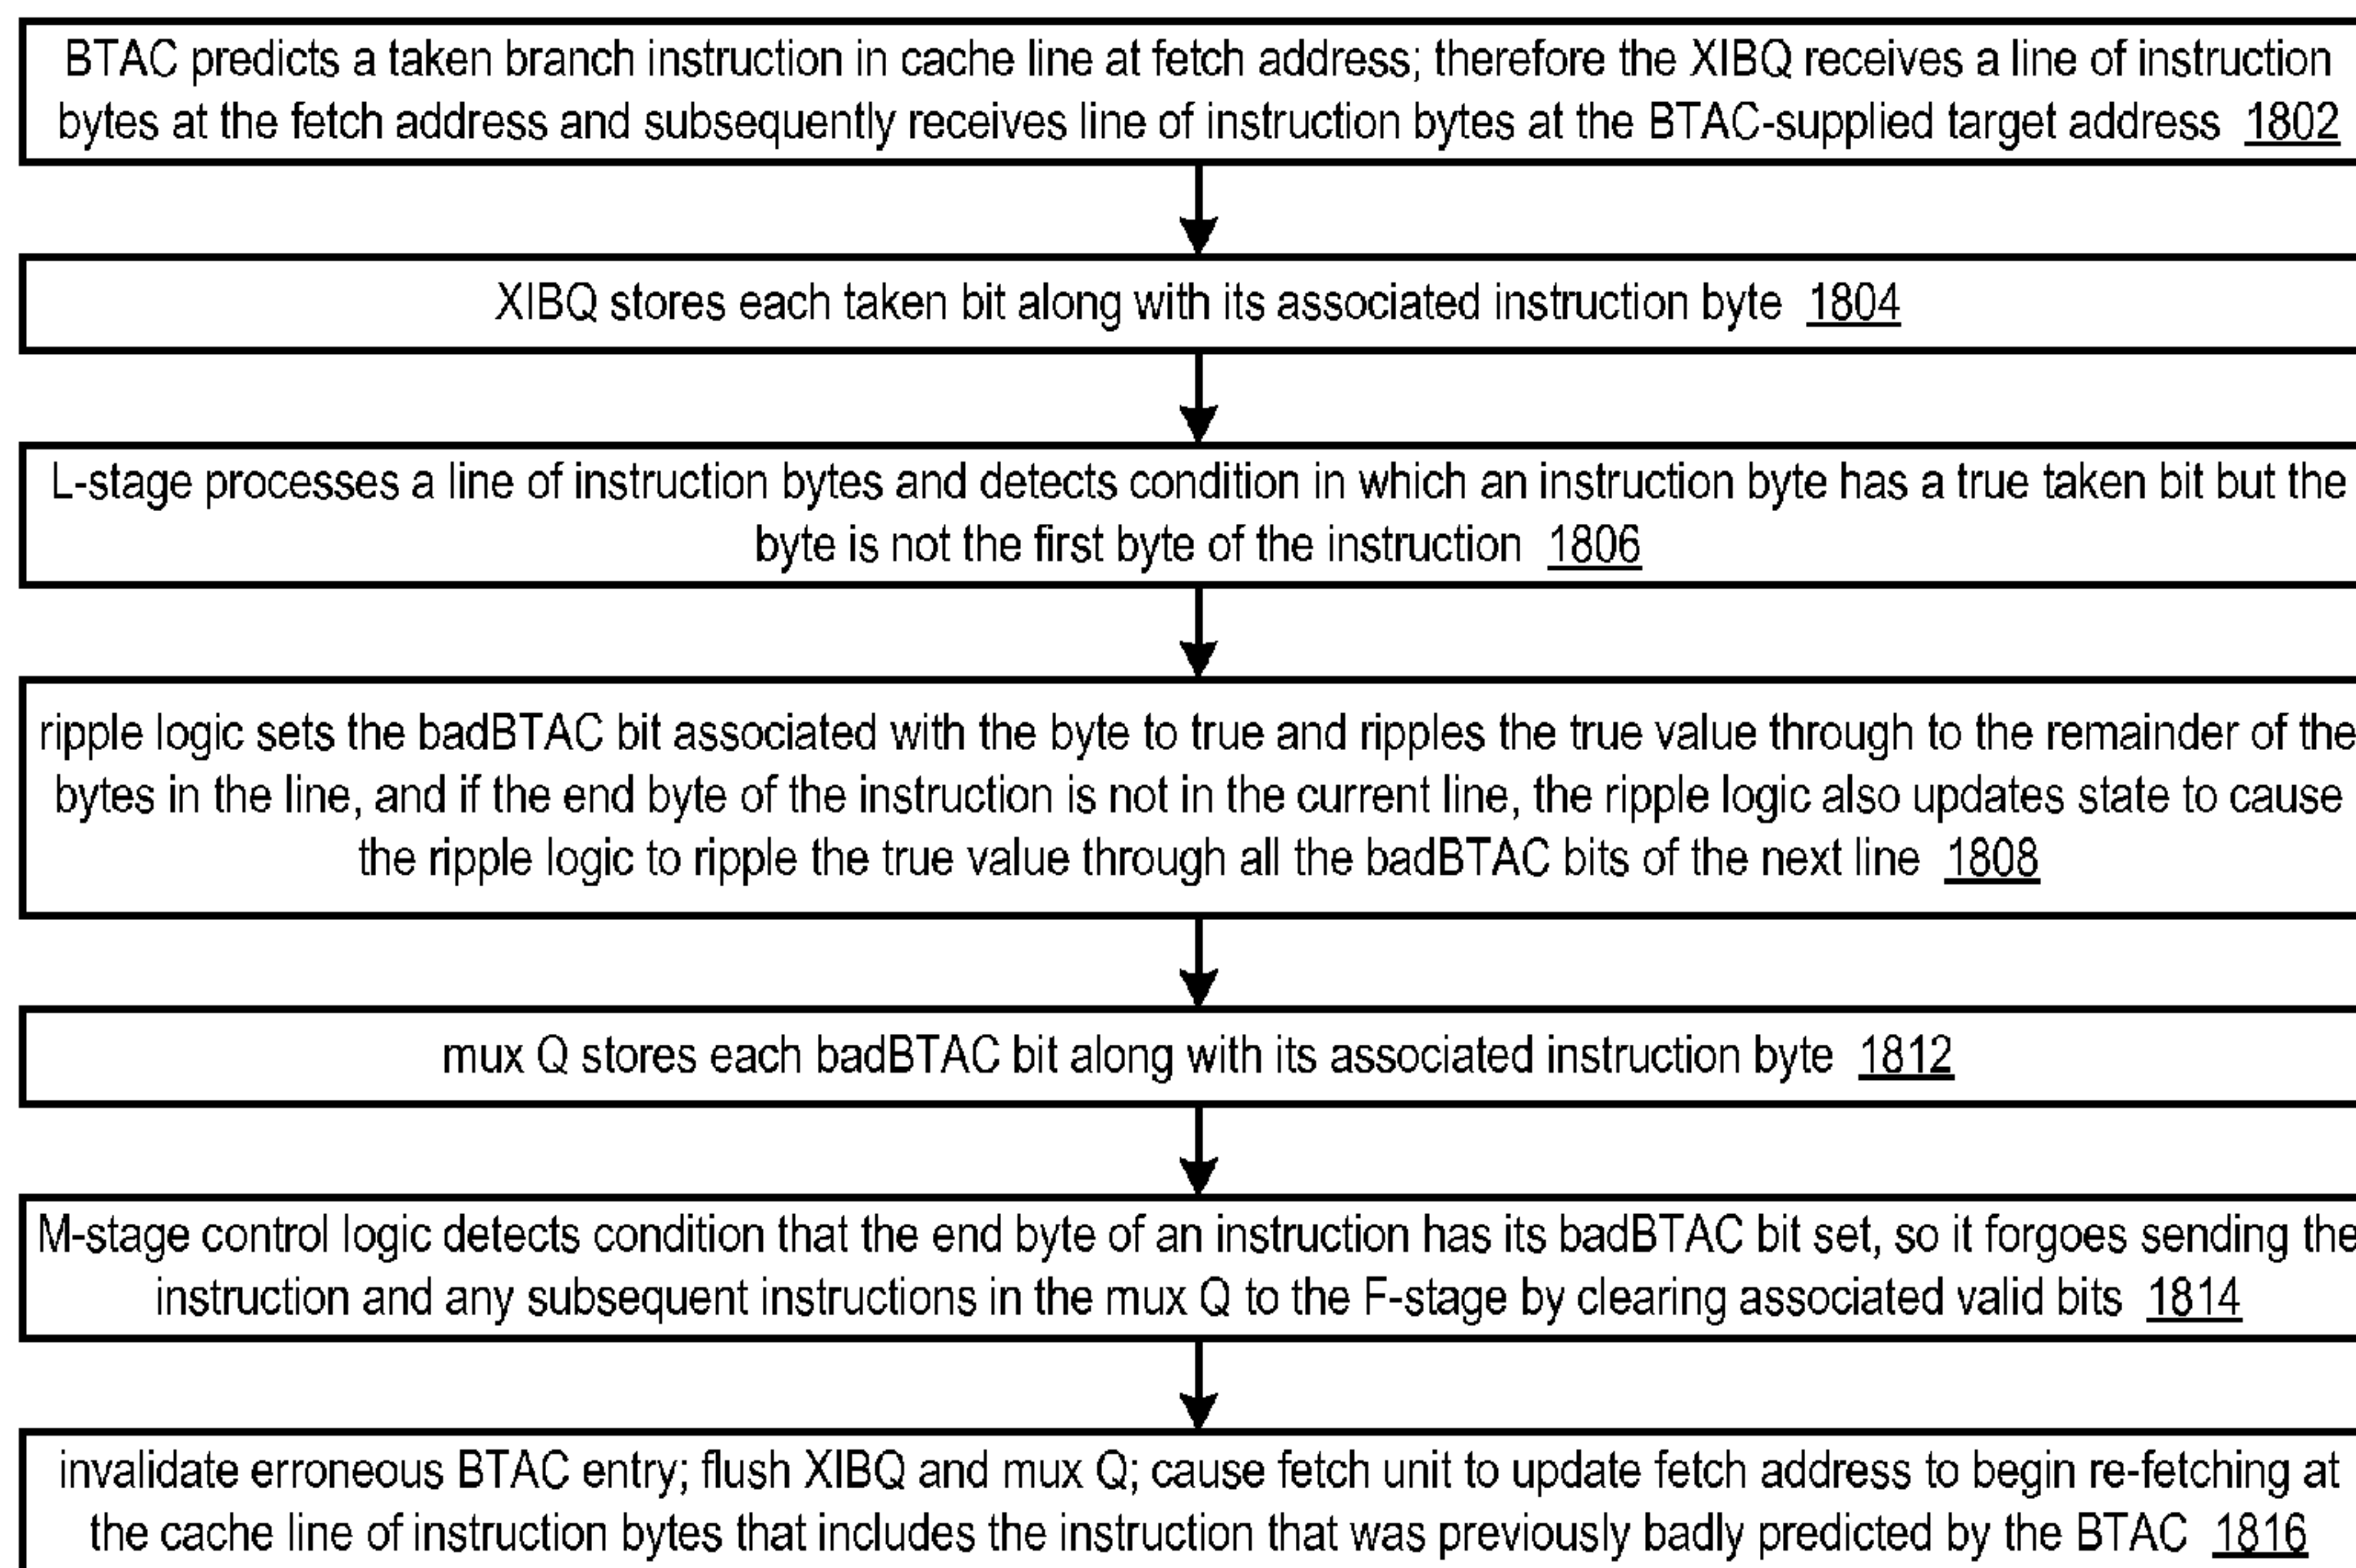 BTAC predicts a taken branch instruction in cache line at fetch address; therefore the XIBQ receives a line of instruction
bytes at the fetch address and subsequently receives line of instruction bytes at the BTAC-supplied target address 1802
XIBQ stores each taken bit along with its associated instruction byte 1804
L-stage processes a line of instruction bytes and detects condition in which an instruction byte has a true taken bit but the
byte is not the first byte of the instruction 1806
ripple logic sets the badBTAC bit associated with the byte to true and ripples the true value through to the remainder of the
bytes in the line, and if the end byte of the instruction is not in the current line, the ripple logic also updates state to cause
the ripple logic to ripple the true value through all the badBTAC bits of the next line 1808
mux Q stores each badBTAC bit along with its associated instruction byte 1812
M-stage control logic detects condition that the end byte of an instruction has its badBTAC bit set, so it forgoes sending the
instruction and any subsequent instructions in the mux Q to the F-stage by clearing associated valid bits 1814
invalidate erroneous BTAC entry; flush XIBQ and mux Q; cause fetch unit to update fetch address to begin re-fetching at
the cache line of instruction bytes that includes the instruction that was previously badly predicted by the BTAC 1816